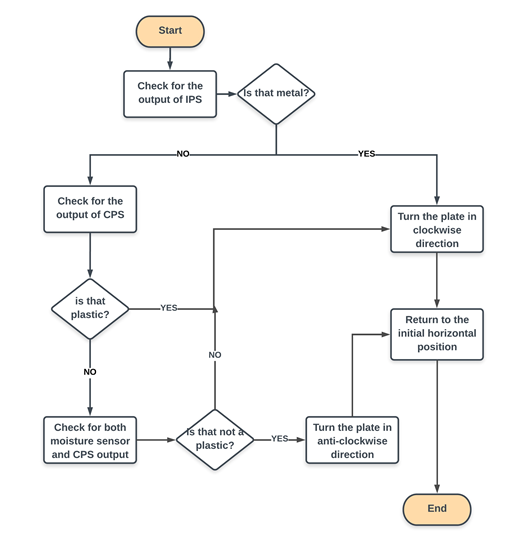 Start
Check for the
output of IPS
Is that metal?
NO
YES
Check for the
output of CPS
Turn the plate in
clockwise
direction
is that
plastic?
YES
Return to the
initial horizontal
position
NO
NO
Check for both
moisture sensor
and CPS output
Is that not a
plastic?
YES
Turn the plate in
anti-clockwise
direction
End